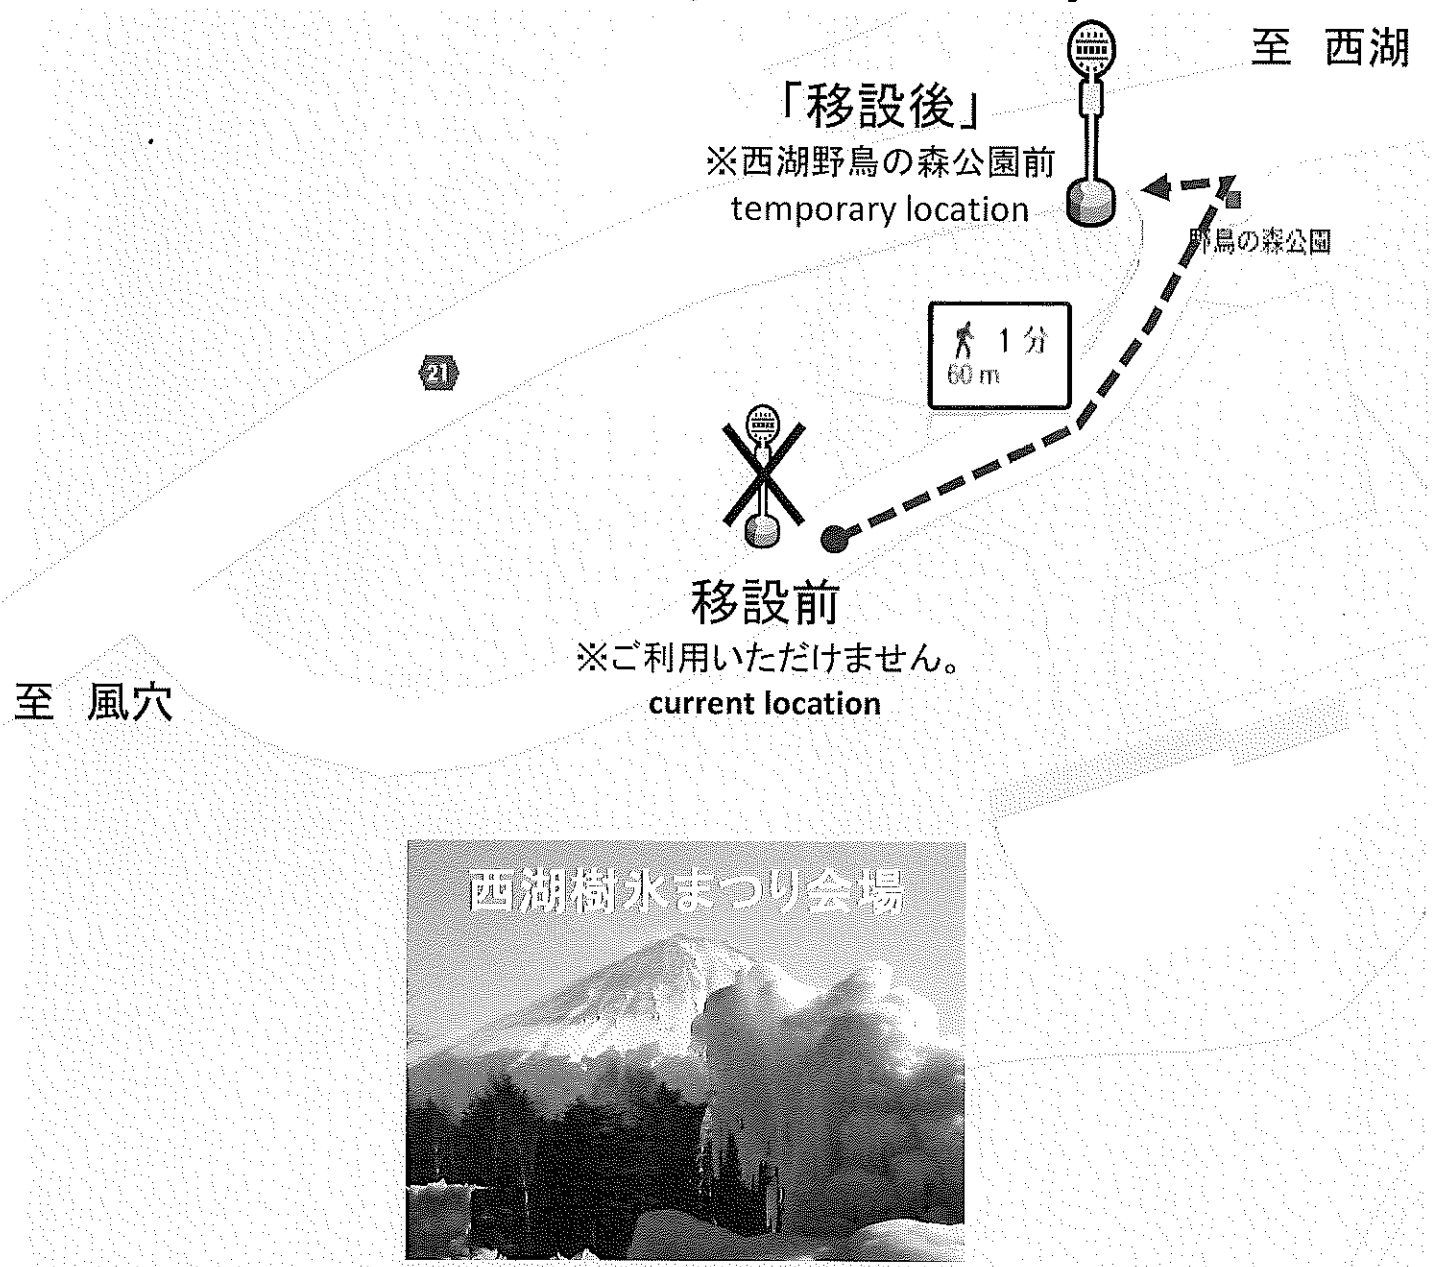 至 西湖
「移設後」
※西湖野鳥の森公園前
temporary location
野鳥の森公園
1 分
60 m
21
移設前
※ご利用いただけません。
current location
至 風穴
西湖樹氷まつり会場